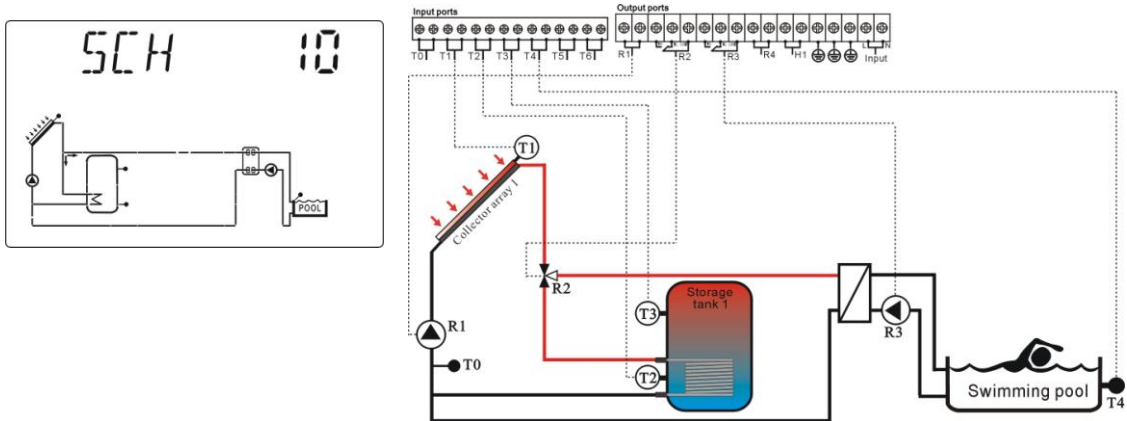 SCH 10
POOL
Input ports
T0 T1 T2 T3 T4 T5 T6
Output ports
R1 R2 R3 R4 H1 L N
Input
T1
Collector array 1
R2
R1
T0
T3
Storage
tank 1
T2
R3
Swimming pool
T4